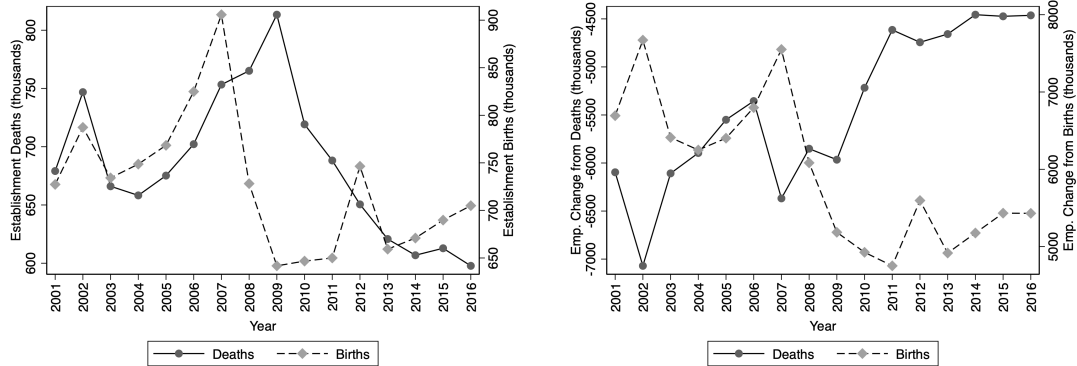 Establishment Deaths (thousands)
800
750
700
650
600
Establishment Births (thousands)
900
850
800
750
700
650
2001 2002 2003 2004 2005 2006 2007 2008 2009 2010 2011 2012 2013 2014 2015 2016
Year
Deaths Births
Emp. Change from Deaths (thousands)
-4500
-5000
-5500
-6000
-6500
-7000
Emp. Change from Births (thousands)
8000
7000
6000
5000
2001 2002 2003 2004 2005 2006 2007 2008 2009 2010 2011 2012 2013 2014 2015 2016
Year
Deaths Births